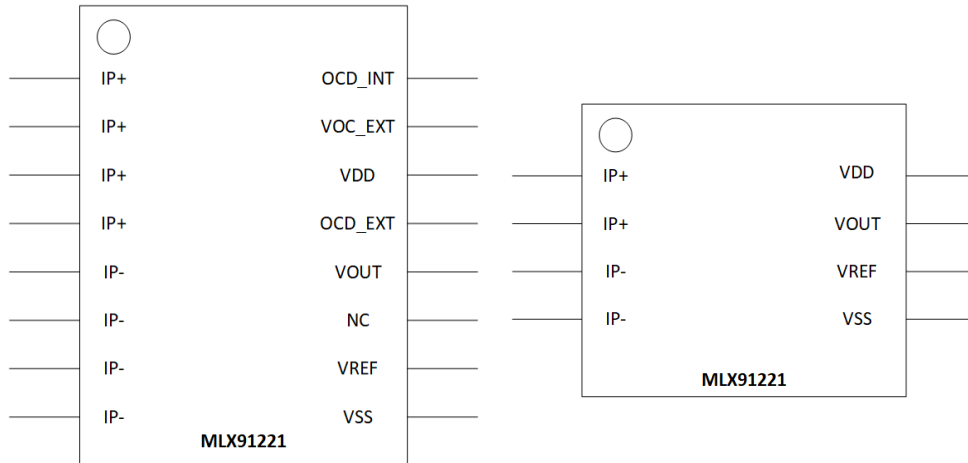 IP+ OCD_INT
IP+ VOC_EXT
IP+ VDD
IP+ OCD_EXT
IP- VOUT
IP- NC
IP- VREF
IP- VSS
MLX91221
IP+ VDD
IP+ VOUT
IP- VREF
IP- VSS
MLX91221